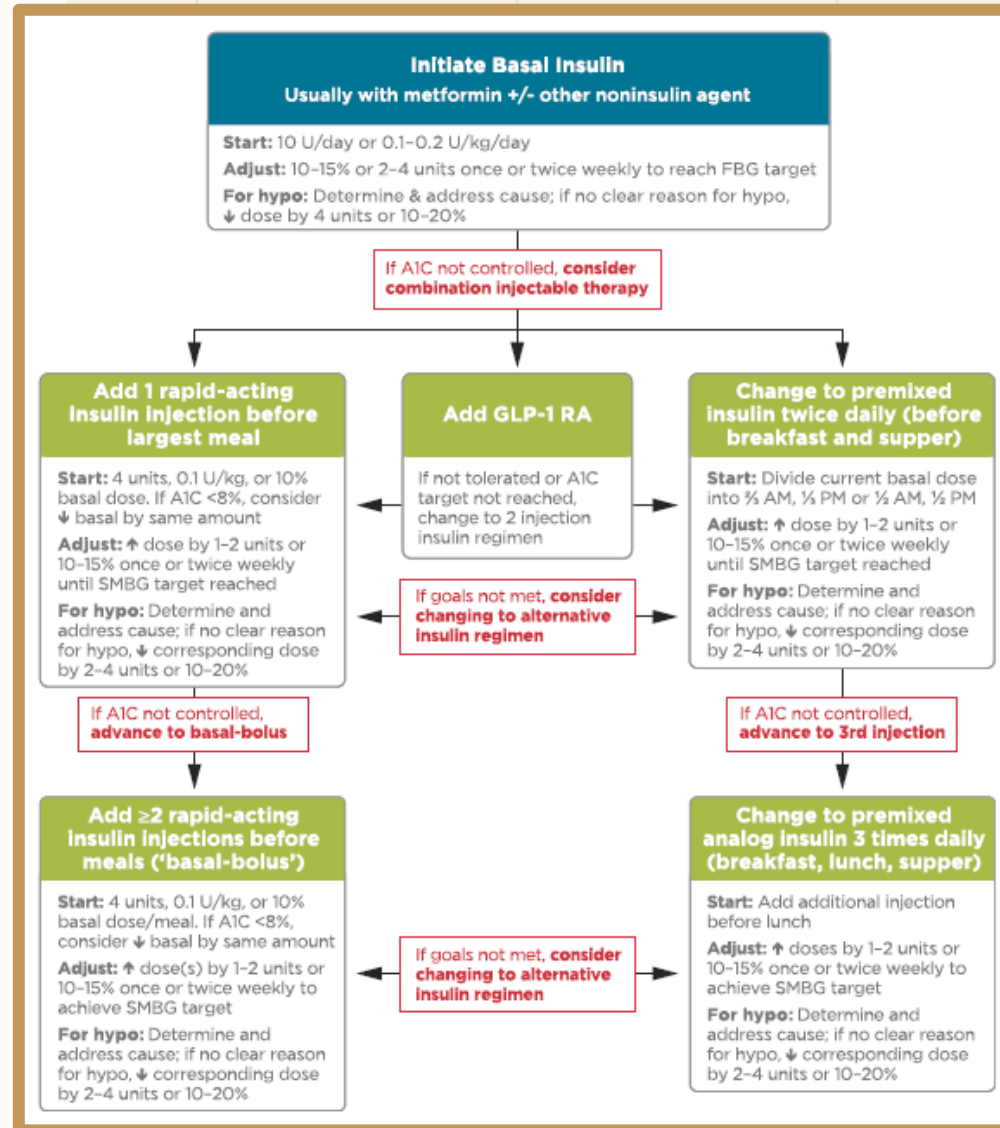 Initiate Basal Insulin
Usually with metformin +/- other noninsulin agent
Start: 10 U/day or 0.1–0.2 U/kg/day
Adjust: 10–15% or 2–4 units once or twice weekly to reach FBG target
For hypo: Determine & address cause; if no clear reason for hypo,
↓ dose by 4 units or 10–20%
If A1C not controlled, consider
combination injectable therapy
Add 1 rapid-acting
insulin injection before
largest meal
Start: 4 units, 0.1 U/kg, or 10%
basal dose. If A1C <8%, consider
↓ basal by same amount
Adjust: ↑ dose by 1–2 units or
10–15% once or twice weekly
until SMBG target reached
For hypo: Determine and
address cause; if no clear reason
for hypo, ↓ corresponding dose
by 2–4 units or 10–20%
Add GLP-1 RA
If not tolerated or A1C
target not reached,
change to 2 injection
insulin regimen
Change to premixed
insulin twice daily (before
breakfast and supper)
Start: Divide current basal dose
into ⅔ AM, ⅓ PM or ½ AM, ½ PM
Adjust: ↑ dose by 1–2 units or
10–15% once or twice weekly
until SMBG target reached
For hypo: Determine and
address cause; if no clear reason
for hypo, ↓ corresponding dose
by 2–4 units or 10–20%
If goals not met, consider
changing to alternative
insulin regimen
If A1C not controlled,
advance to basal-bolus
If A1C not controlled,
advance to 3rd injection
Add ≥2 rapid-acting
insulin injections before
meals (‘basal-bolus’)
Start: 4 units, 0.1 U/kg, or 10%
basal dose/meal. If A1C <8%,
consider ↓ basal by same amount
Adjust: ↑ dose(s) by 1–2 units or
10–15% once or twice weekly to
achieve SMBG target
For hypo: Determine and
address cause; if no clear reason
for hypo, ↓ corresponding dose
by 2–4 units or 10–20%
If goals not met, consider
changing to alternative
insulin regimen
Change to premixed
analog insulin 3 times daily
(breakfast, lunch, supper)
Start: Add additional injection
before lunch
Adjust: ↑ doses by 1–2 units or
10–15% once or twice weekly to
achieve SMBG target
For hypo: Determine and
address cause; if no clear reason
for hypo, ↓ corresponding dose
by 2–4 units or 10–20%